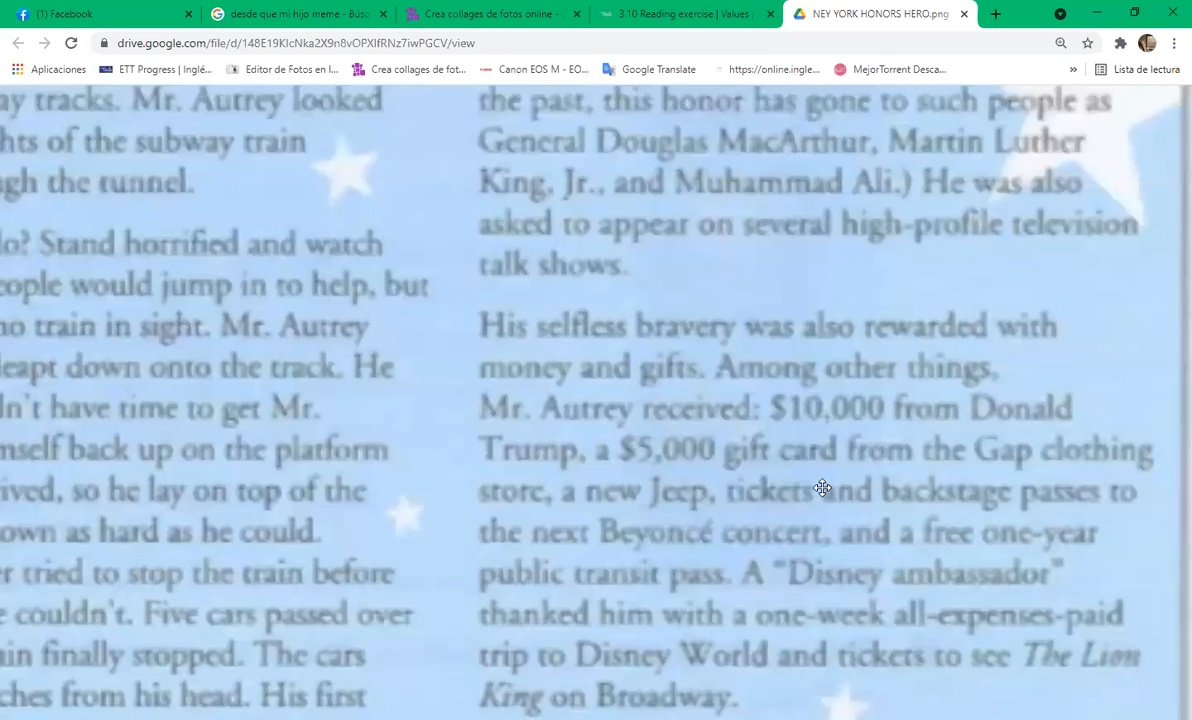 (1) Facebook
desde que mi hijo meme - Búsq
Crea collages de fotos online -
3.10 Reading exercise | Values
NEY YORK HONORS HERO.png
drive.google.com/file/d/148E19KIcNka2X9n8vOPXIfRNz7iwPGCV/view
Aplicaciones
ETT Progress | Inglé...
Editor de Fotos en l...
Crea collages de fot...
Canon EOS M - EO...
Google Translate
https://online.ingle...
MejorTorrent Desca...
»
Lista de lectura
ay tracks. Mr. Autrey looked
hts of the subway train
gh the tunnel.
lo? Stand horrified and watch
eople would jump in to help, but
no train in sight. Mr. Autrey
leapt down onto the track. He
dn't have time to get Mr.
mself back up on the platform
ived, so he lay on top of the
own as hard as he could.
r tried to stop the train before
e couldn't. Five cars passed over
ain finally stopped. The cars
ches from his head. His first
the past, this honor has gone to such people as
General Douglas MacArthur, Martin Luther
King, Jr., and Muhammad Ali.) He was also
asked to appear on several high-profile television
talk shows.
His selfless bravery was also rewarded with
money and gifts. Among other things,
Mr. Autrey received: $10,000 from Donald
Trump, a $5,000 gift card from the Gap clothing
store, a new Jeep, tickets and backstage passes to
the next Beyoncé concert, and a free one-year
public transit pass. A "Disney ambassador"
thanked him with a one-week all-expenses-paid
trip to Disney World and tickets to see The Lion
King on Broadway.